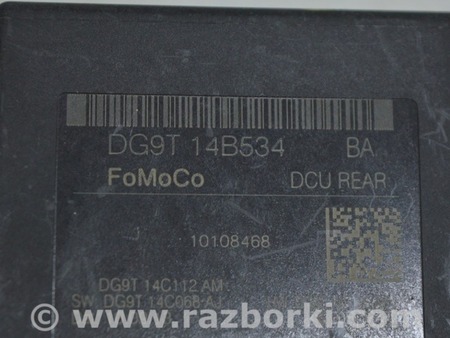 DG9T 14B534 BA
FoMoCo DCU REAR
10108468
DG9T 14C112 AM
SW DG9T 14C068-AJ
www.razborki.com